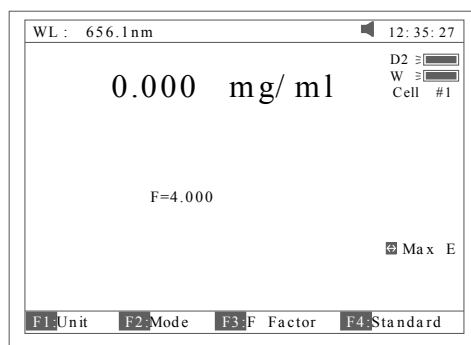 WL: 656.1nm 12:35:27
D2
W
Cell #1
0.000 mg/ml
F=4.000
Max E
F1:Unit F2:Mode F3:F Factor F4:Standard